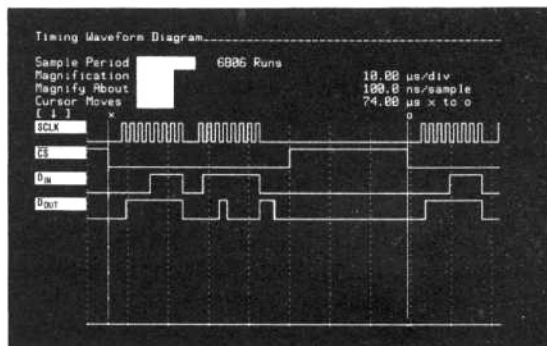 Timing Waveform Diagram
Sample Period 6806 Runs
Magnification 10.00 µs/div
Magnify About 100.0 ns/sample
Cursor Moves 74.00 µs x to o
[ ↓ ] x o
SCLK
CS
DIN
DOUT